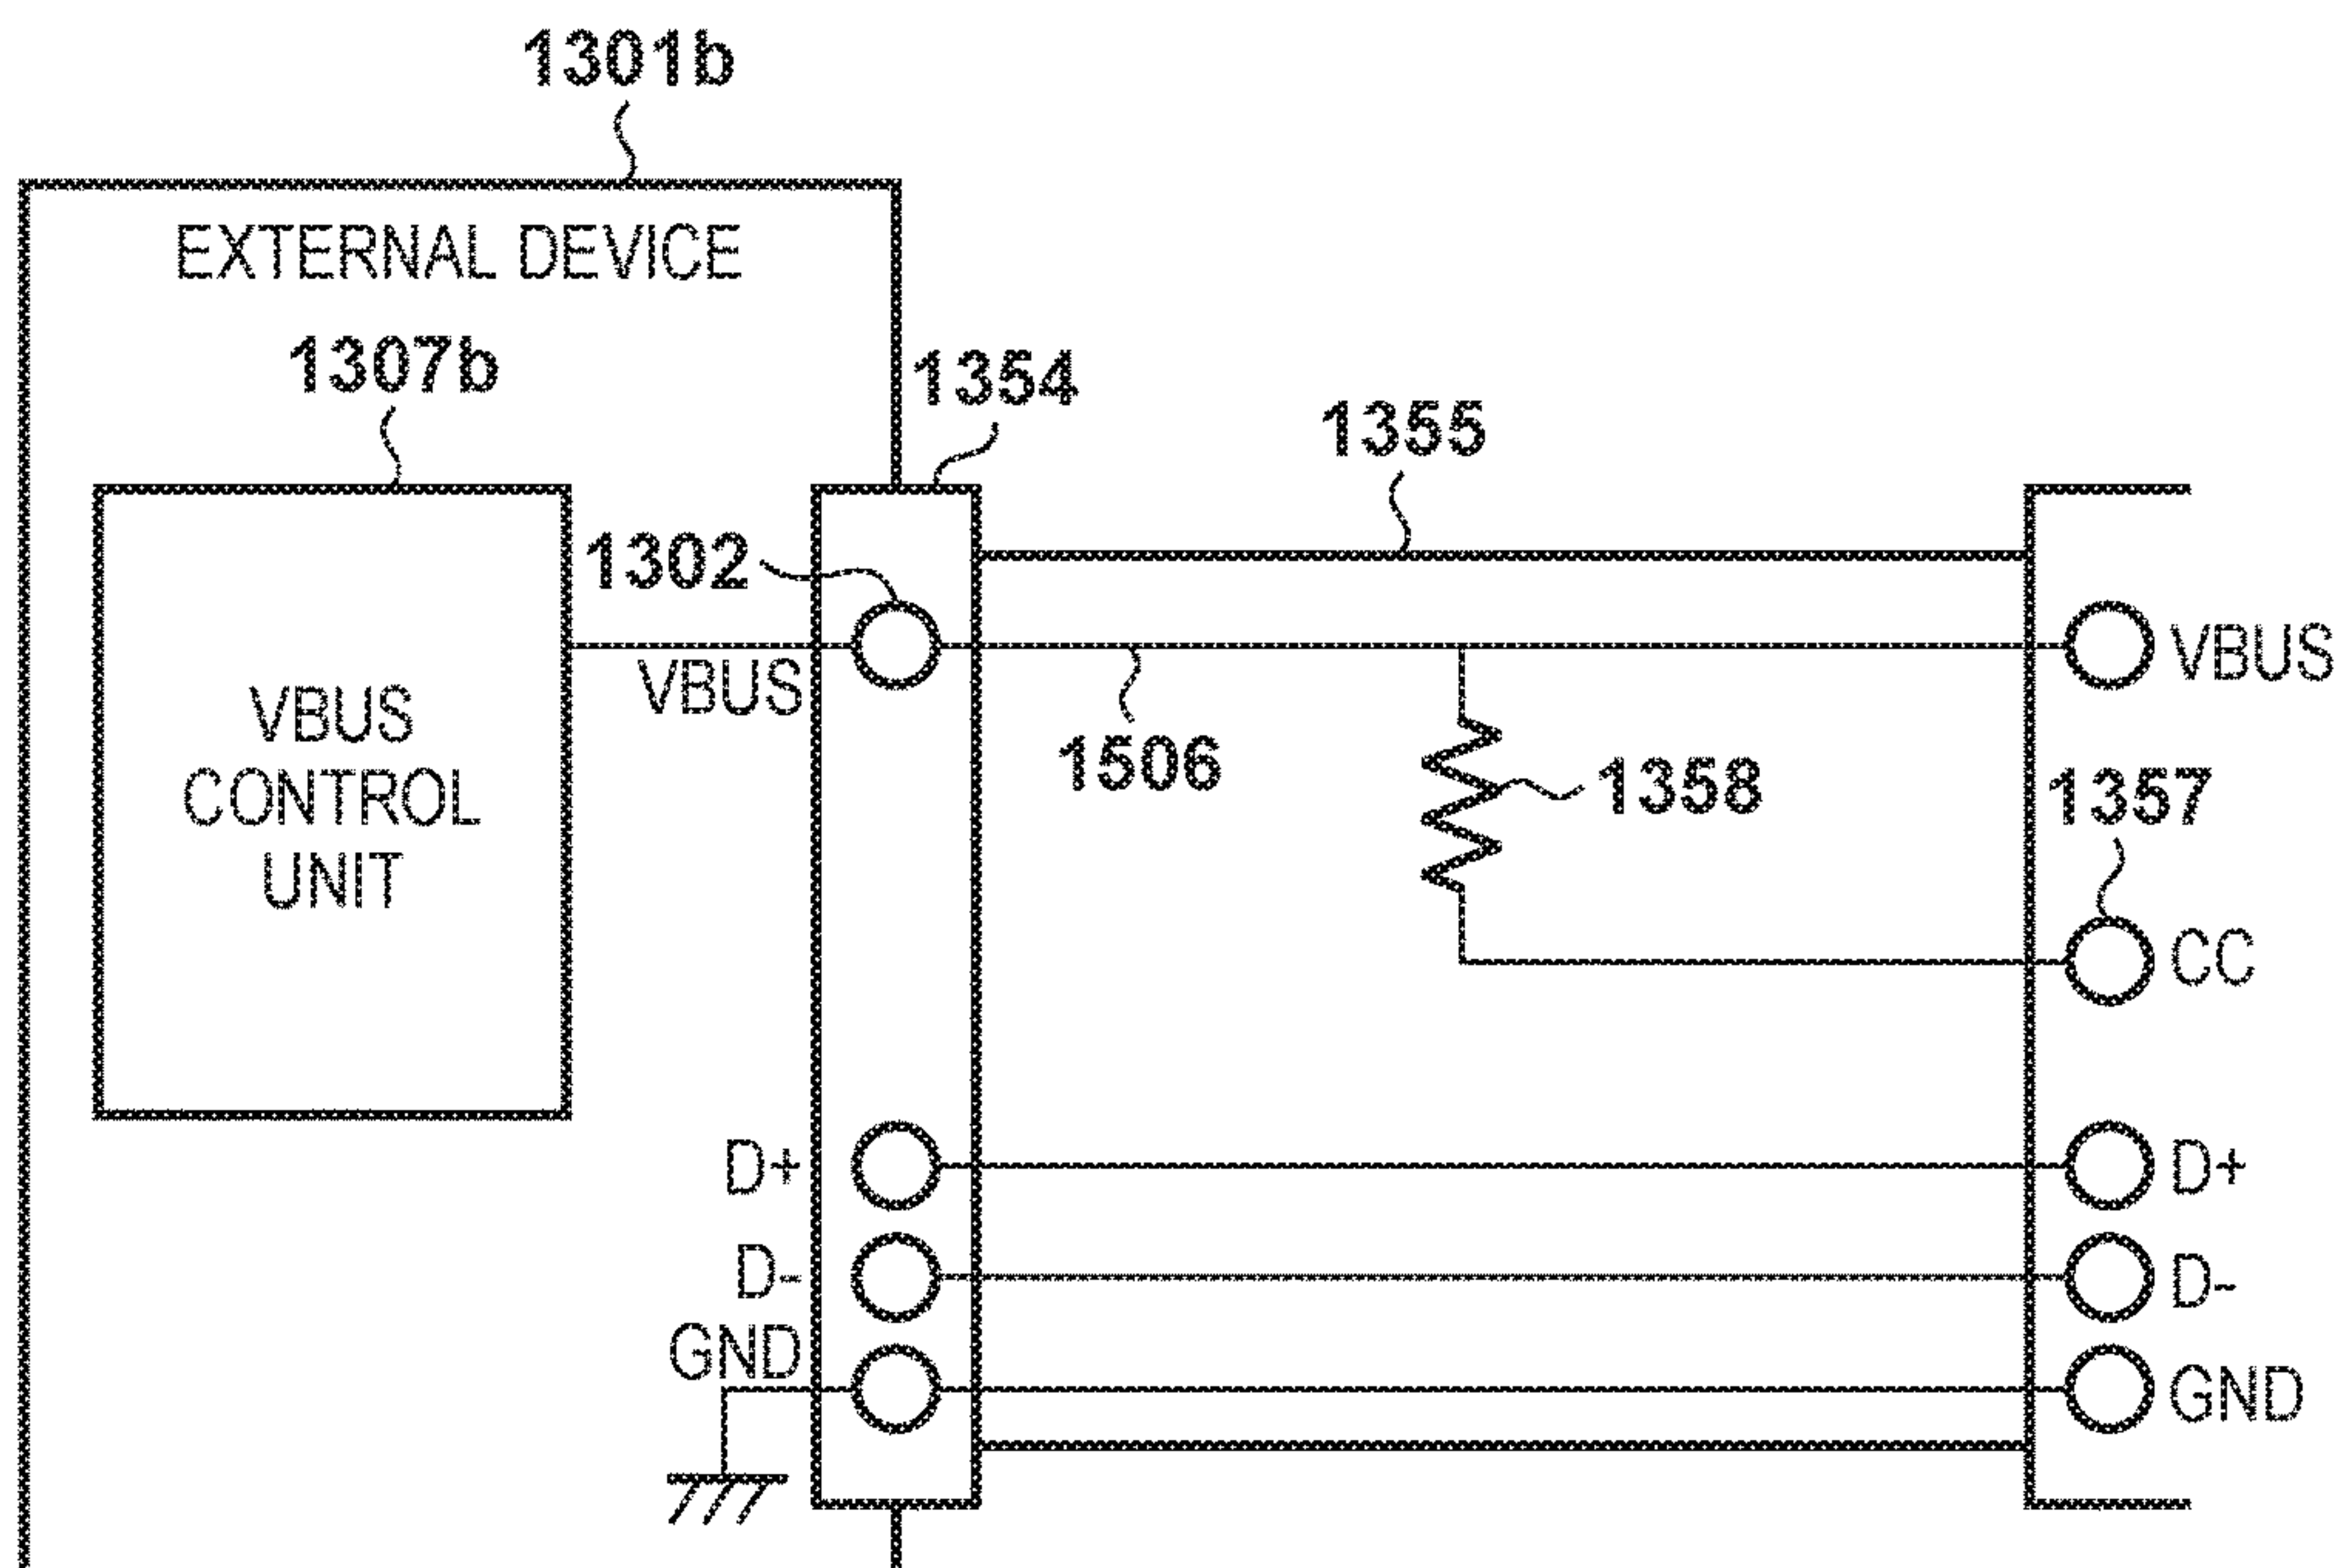 1301b
EXTERNAL DEVICE
1307b
1354
1355
1302
VBUS
VBUS
VBUS
CONTROL
UNIT
1506
1358
1357
CC
D+
D+
D-
D-
GND
GND